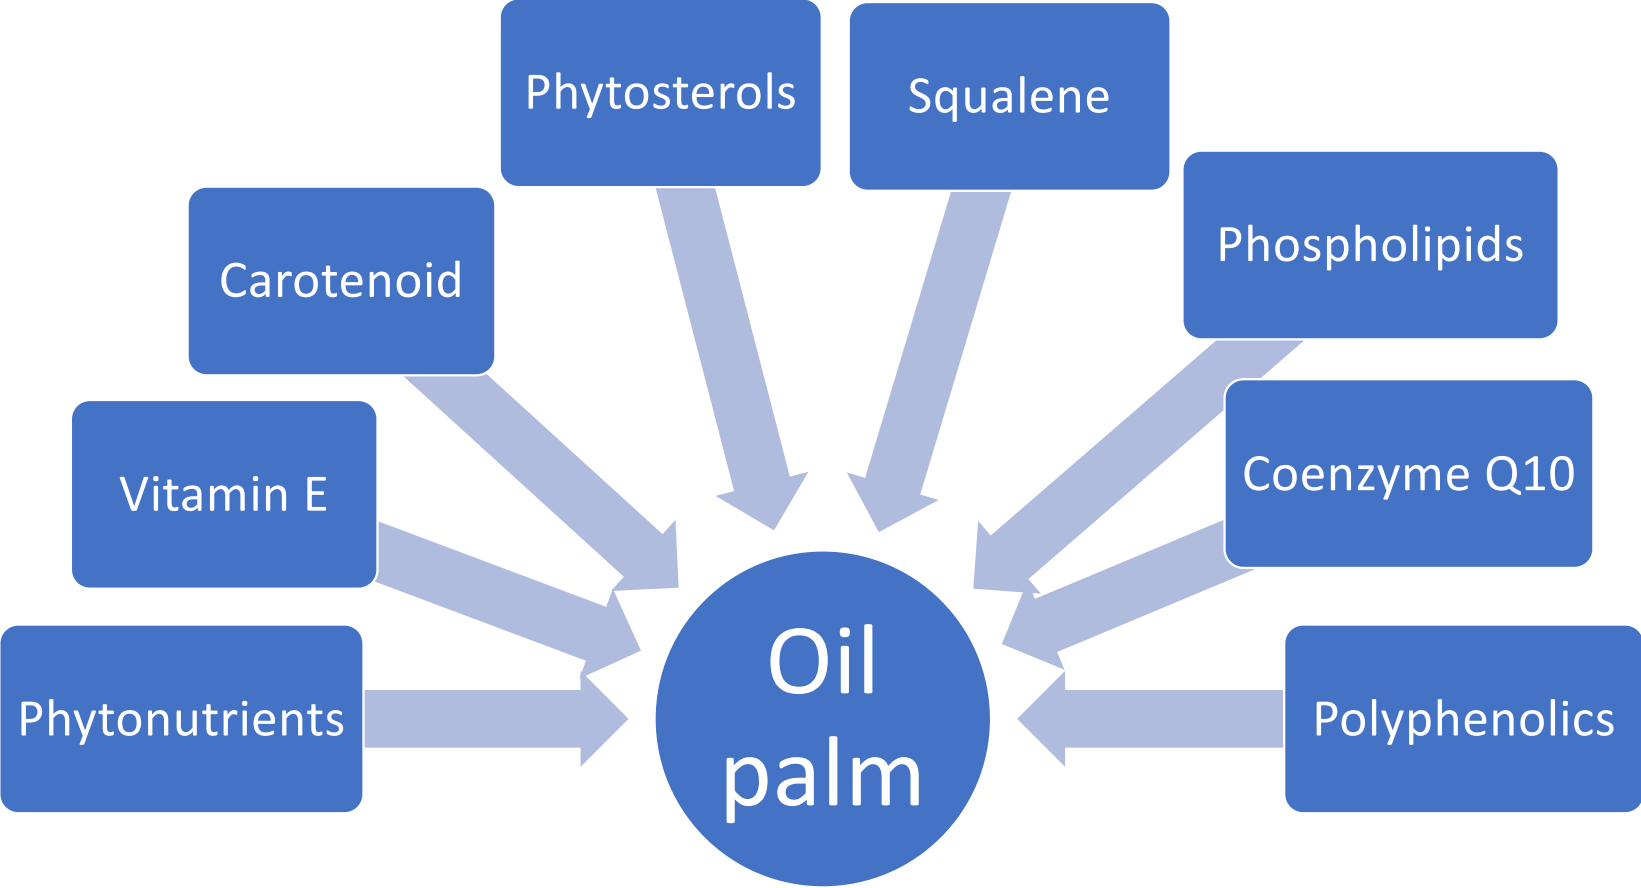 Phytosterols
Squalene
Phospholipids
Carotenoid
Coenzyme Q10
Vitamin E
Phytonutrients
Polyphenolics
Oil
palm